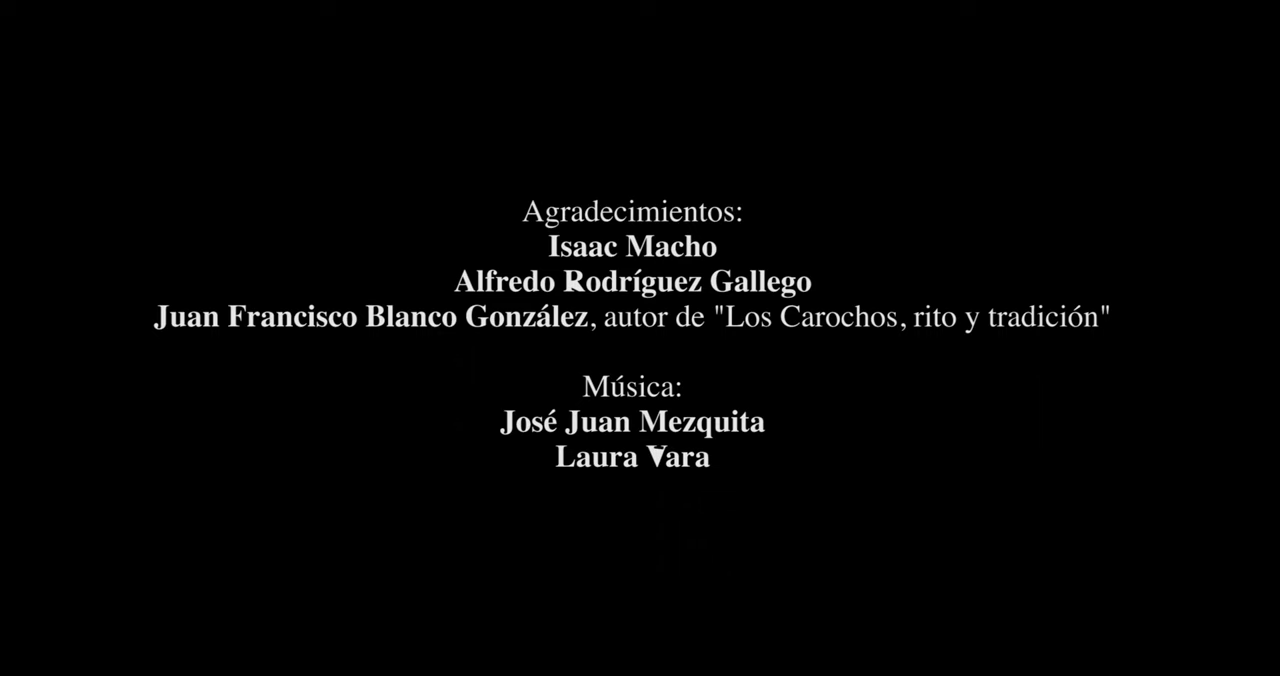 Agradecimientos:
Isaac Macho
Alfredo Rodríguez Gallego
Juan Francisco Blanco González, autor de "Los Carochos, rito y tradición"
Música:
José Juan Mezquita
Laura Vara